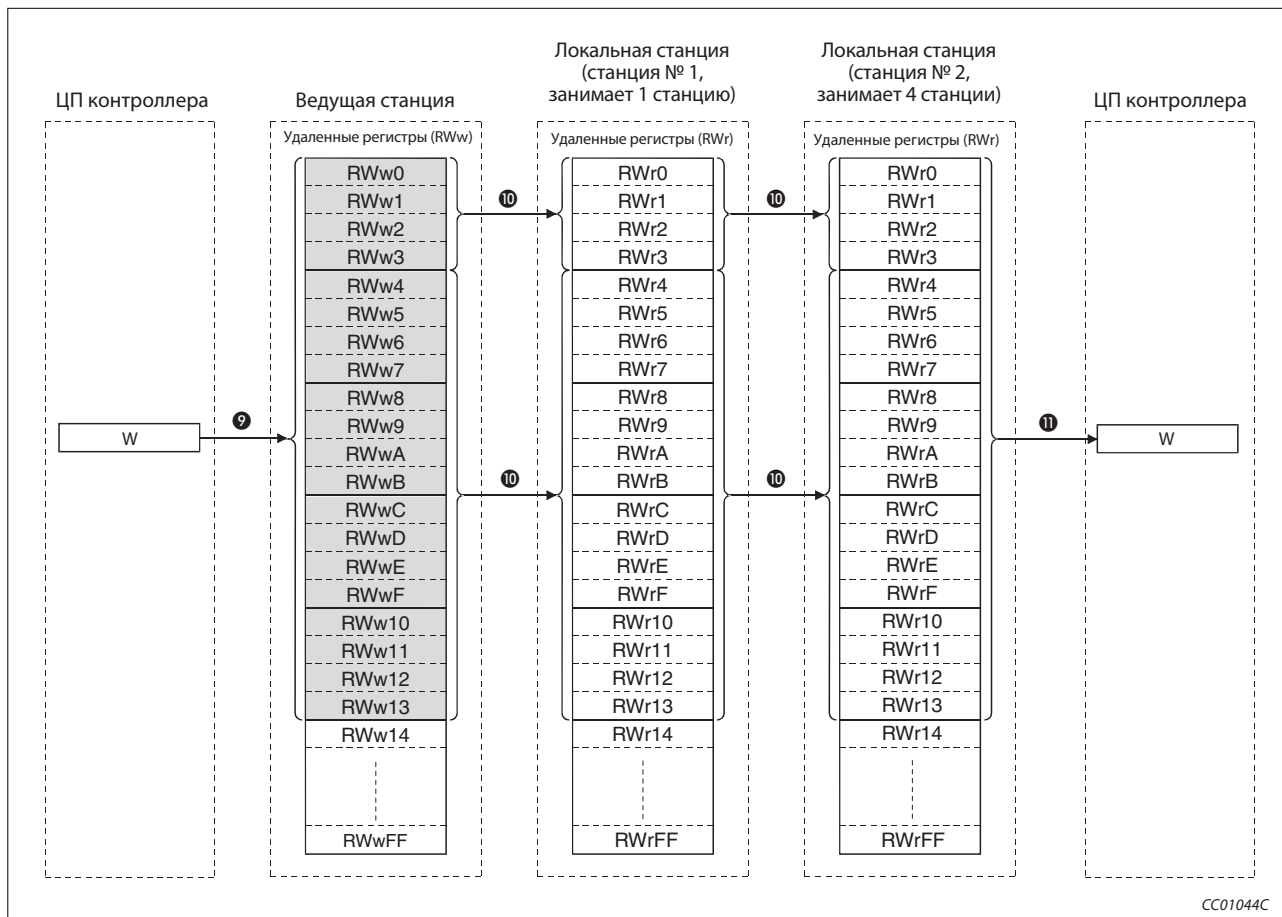 ЦП контроллера
Ведущая станция
Локальная станция
(станция № 1,
занимает 1 станцию)
Локальная станция
(станция № 2,
занимает 4 станции)
ЦП контроллера
Удаленные регистры (RWw)
Удаленные регистры (RWr)
Удаленные регистры (RWr)
W
❾
RWw0
RWw1
RWw2
RWw3
RWw4
RWw5
RWw6
RWw7
RWw8
RWw9
RWwA
RWwB
RWwC
RWwD
RWwE
RWwF
RWw10
RWw11
RWw12
RWw13
RWw14
RWwFF
❿
❿
RWr0
RWr1
RWr2
RWr3
RWr4
RWr5
RWr6
RWr7
RWr8
RWr9
RWrA
RWrB
RWrC
RWrD
RWrE
RWrF
RWr10
RWr11
RWr12
RWr13
RWr14
RWrFF
❿
❿
RWr0
RWr1
RWr2
RWr3
RWr4
RWr5
RWr6
RWr7
RWr8
RWr9
RWrA
RWrB
RWrC
RWrD
RWrE
RWrF
RWr10
RWr11
RWr12
RWr13
RWr14
RWrFF
⓫
W
CC01044C